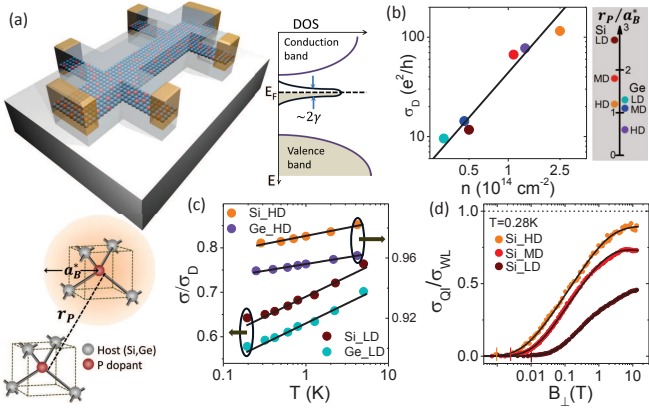 (a)
DOS
Conduction
band
E_F
~2γ
Valence
band
E
a_B^*
r_P
Host (Si,Ge)
P dopant
(b)
σ_D (e²/h)
100
10
0.5
1.5
2.5
n (10¹⁴ cm⁻²)
r_P/a_B^*
Si
3
LD
2
MD
Ge
LD
HD
MD
1
HD
0
(c)
Si_HD
Ge_HD
σ/σ_D
0.8
0.7
0.6
0.96
0.92
Si_LD
Ge_LD
0.1
1
10
T (K)
(d)
T=0.28K
Si_HD
Si_MD
Si_LD
σ_QI/σ_WL
1.0
0.5
0.0
0.01
0.1
1
10
B_⊥(T)